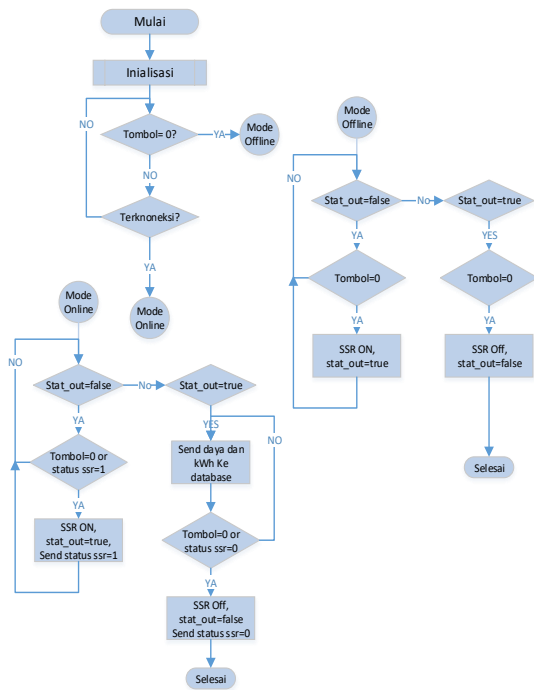 Mulai
Inialisasi
NO
Tombol= 0?
YA
Mode
Offline
NO
Terknoneksi?
YA
Mode
Online
Mode
Offline
NO
Stat_out=false
No
Stat_out=true
YA
YES
Tombol=0
Tombol=0
YA
YA
SSR ON,
stat_out=true
SSR Off,
stat_out=false
Selesai
Mode
Online
NO
Stat_out=false
No
Stat_out=true
YA
YES
NO
Tombol=0 or
status ssr=1
Send daya dan
kWh Ke
database
YA
SSR ON,
stat_out=true,
Send status ssr=1
Tombol=0 or
status ssr=0
YA
SSR Off,
stat_out=false
Send status ssr=0
Selesai